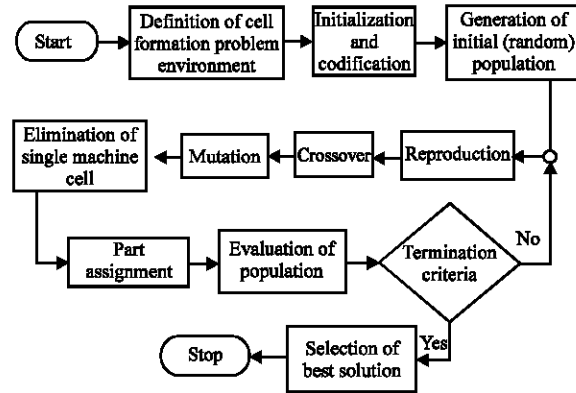 Start
Definition of cell
formation problem
environment
Initialization
and
codification
Generation of
initial (random)
population
Elimination of
single machine
cell
Mutation
Crossover
Reproduction
Part
assignment
Evaluation of
population
Termination
criteria
No
Yes
Stop
Selection of
best solution